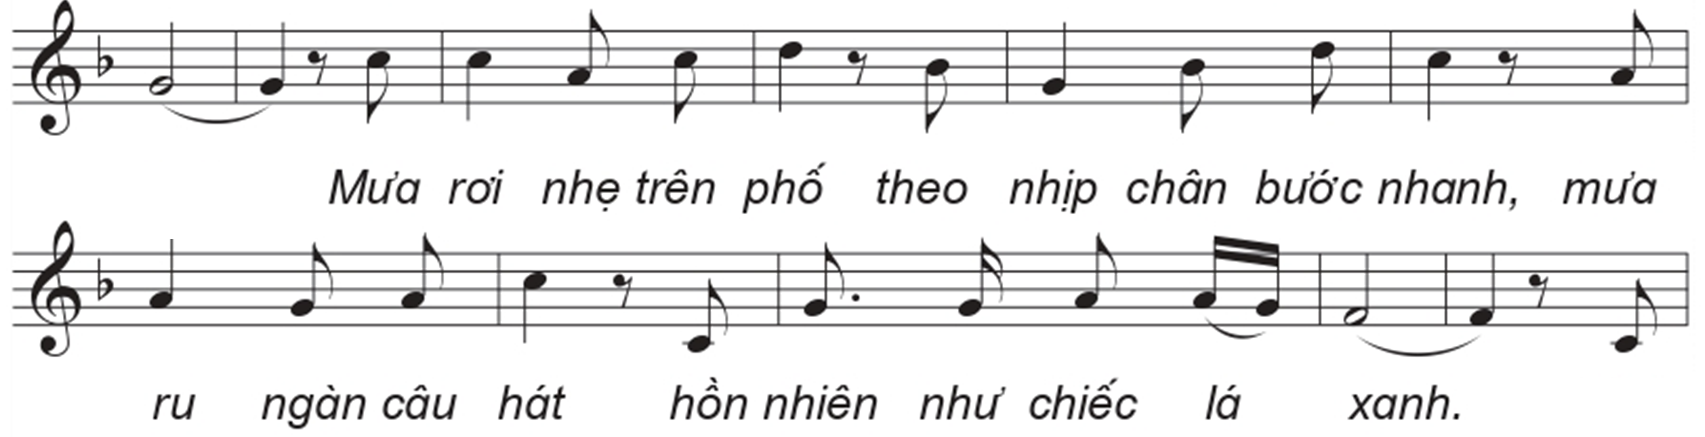 Mưa rơi nhẹ trên phố theo nhịp chân bước nhanh, mưa
ru ngàn câu hát hồn nhiên như chiếc lá xanh.